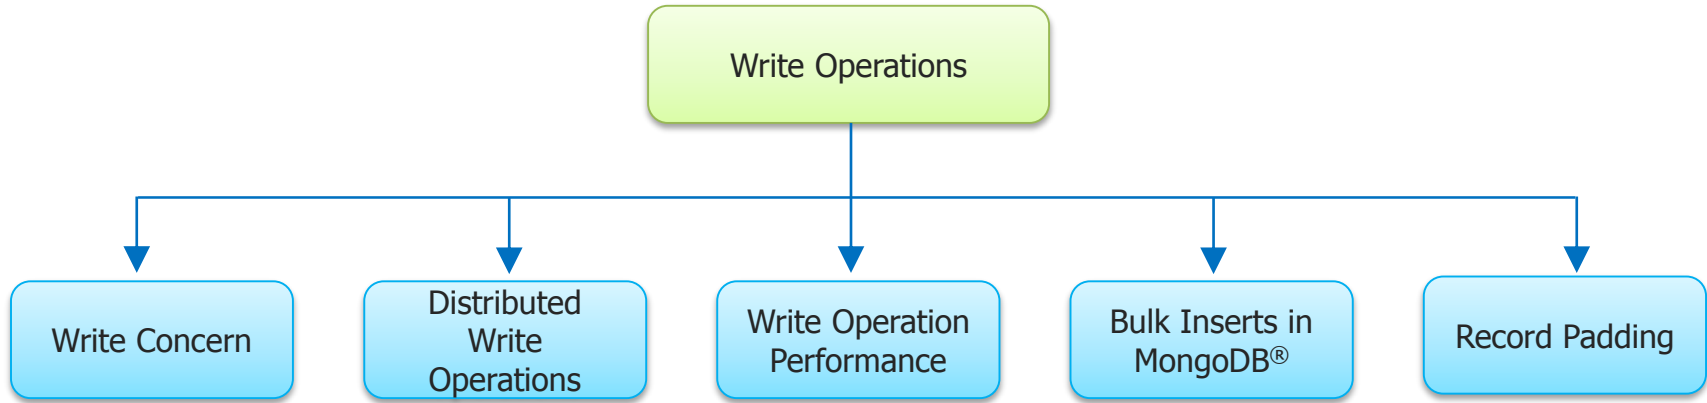 Write Operations
Write Concern
Distributed
Write
Operations
Write Operation
Performance
Bulk Inserts in
MongoDB®
Record Padding